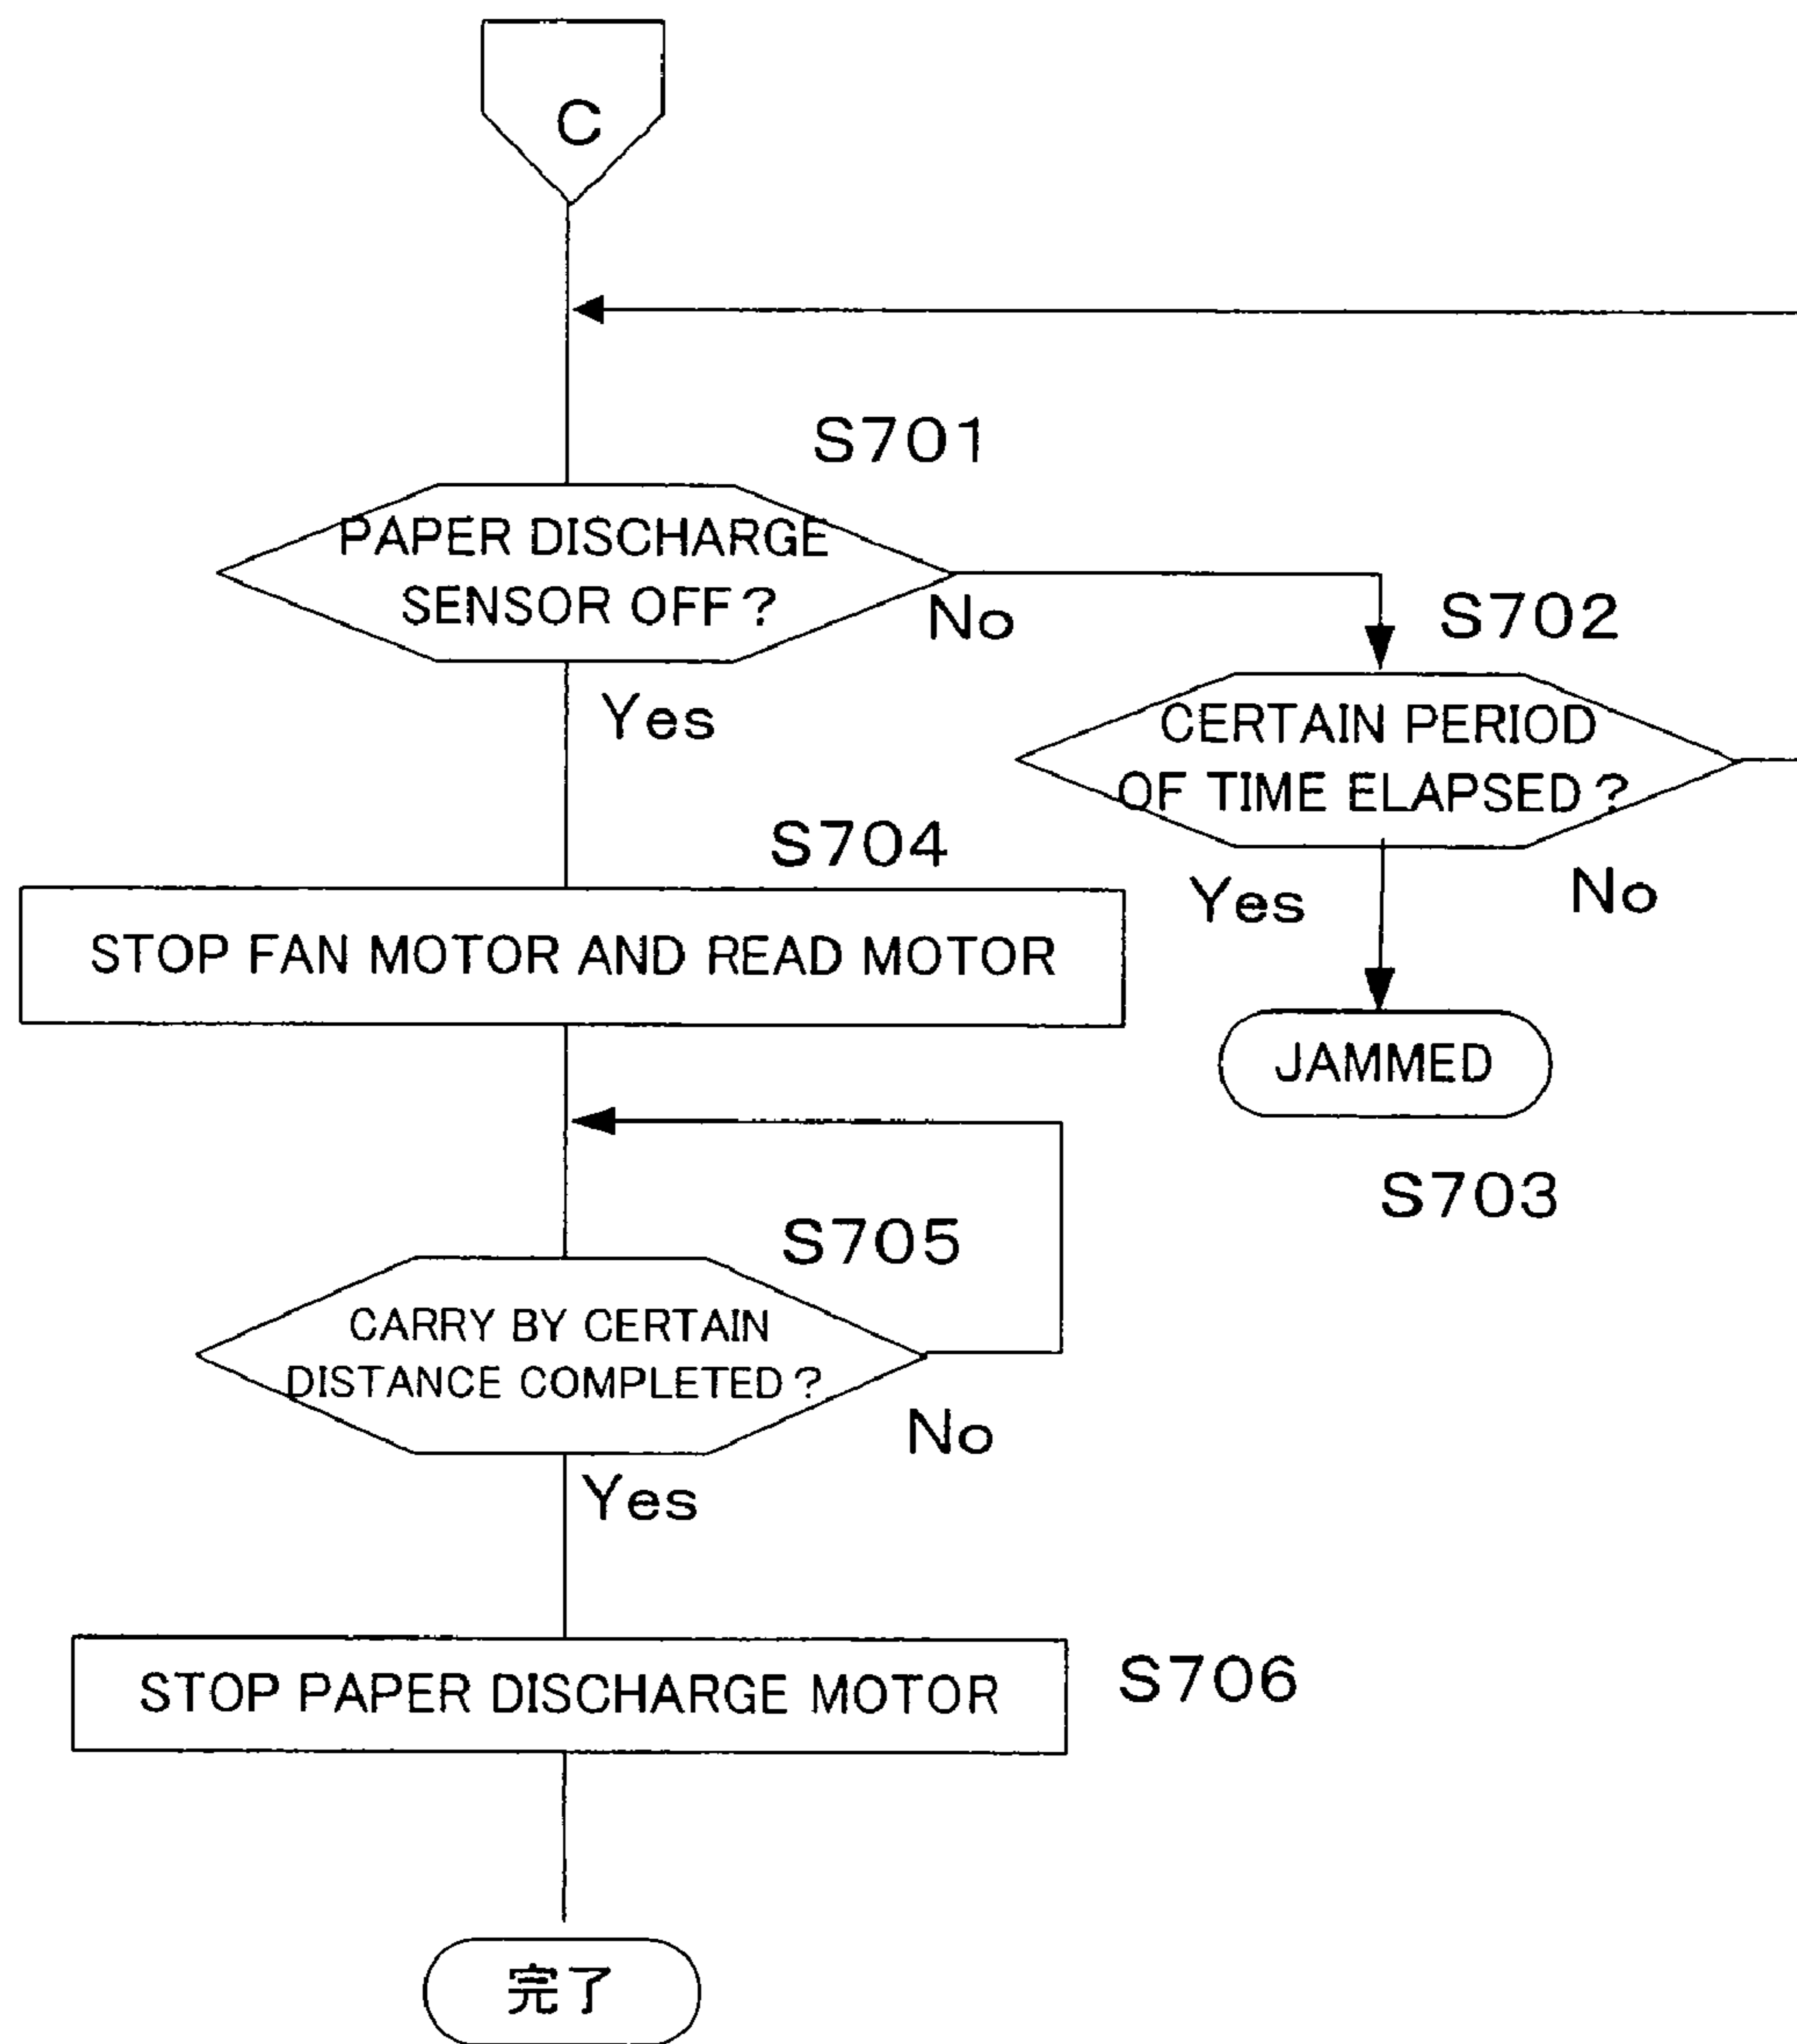 C
S701
PAPER DISCHARGE
SENSOR OFF?
No
Yes
S702
CERTAIN PERIOD
OF TIME ELAPSED?
Yes
No
S704
STOP FAN MOTOR AND READ MOTOR
JAMMED
S703
S705
CARRY BY CERTAIN
DISTANCE COMPLETED?
No
Yes
STOP PAPER DISCHARGE MOTOR
S706
完了